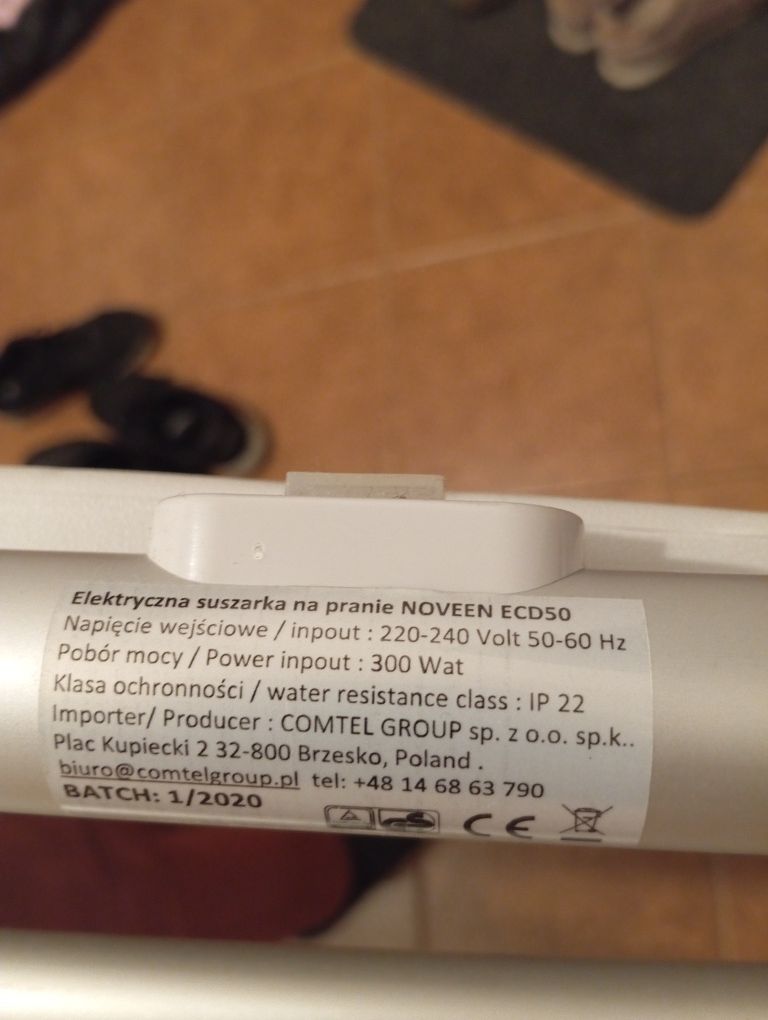 Elektryczna suszarka na pranie NOVEEN ECD50
Napięcie wejściowe / inpout : 220-240 Volt 50-60 Hz
Pobór mocy / Power inpout : 300 Wat
Klasa ochronności / water resistance class : IP 22
Importer/ Producer : COMTEL GROUP sp. z o.o. sp.k..
Plac Kupiecki 2 32-800 Brzesko, Poland .
biuro@comtelgroup.pl tel: +48 14 68 63 790
BATCH: 1/2020
CE